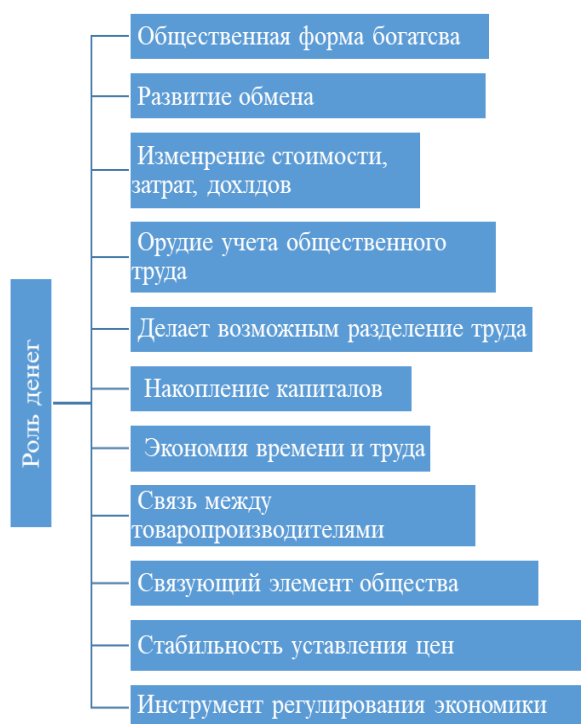 Роль денег
Общественная форма богатсва
Развитие обмена
Изменрение стоимости,
затрат, дохлдов
Орудие учета общественного
труда
Делает возможным разделение труда
Накопление капиталов
Экономия времени и труда
Связь между
товаропроизводителями
Связующий элемент общества
Стабильность уставления цен
Инструмент регулирования экономики